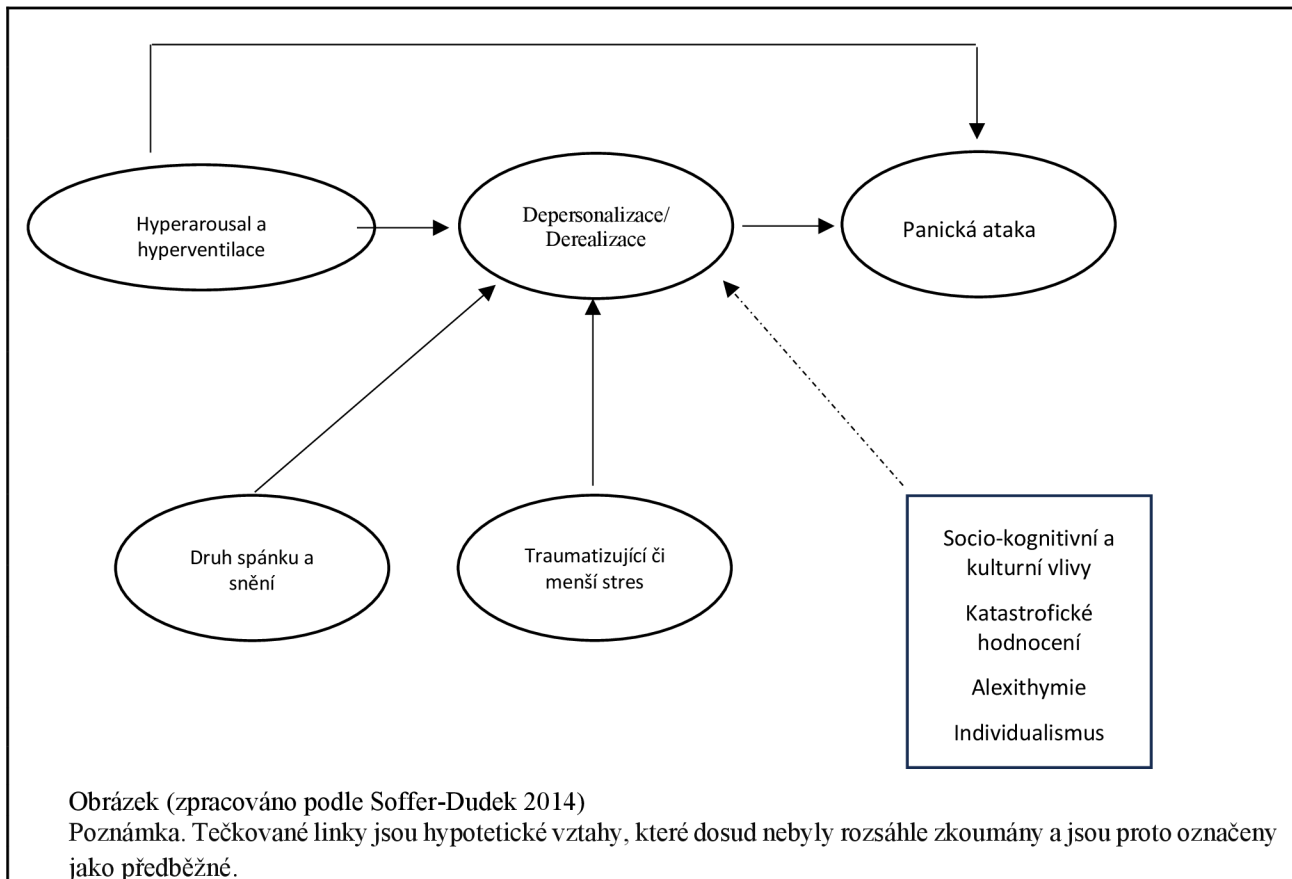 Hyperarousal a
hyperventilace
Depersonalizace/
Derealizace
Panická ataka
Druh spánku a
snění
Traumatizující či
menší stres
Socio-kognitivní a
kulturní vlivy
Katastrofické
hodnocení
Alexithymie
Individualismus
Obrázek (zpracováno podle Soffer-Dudek 2014)
Poznámka. Tečkované linky jsou hypotetické vztahy, které dosud nebyly rozsáhle zkoumány a jsou proto označeny
jako předběžné.